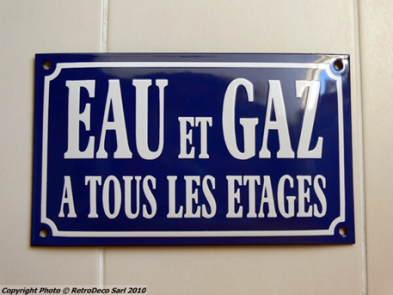 EAU ET GAZ
A TOUS LES ETAGES
Copyright Photo © RetroDeco Sarl 2010